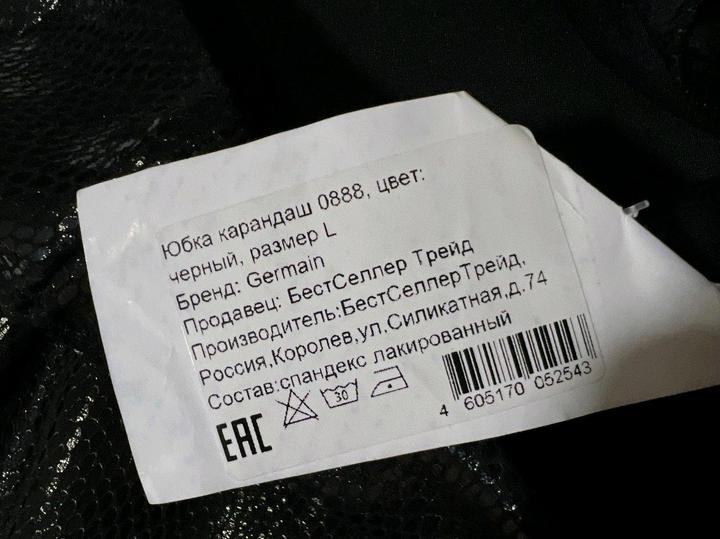 Юбка карандаш 0888, цвет:
черный, размер L
Бренд: Germain
Продавец: БестСеллер Трейд
Производитель:БестСеллерТрейд,
Россия,Королев,ул.Силикатная,д.74
Состав:спандекс лакированный
EAC
30
4 605170 052543